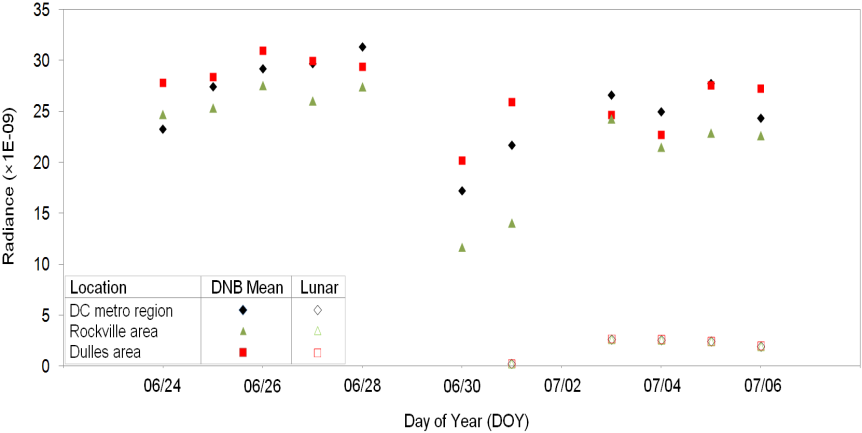 35
30
25
20
15
10
5
0
Radiance (×1E-09)
Location DNB Mean Lunar
DC metro region
Rockville area
Dulles area
06/24 06/26 06/28 06/30 07/02 07/04 07/06
Day of Year (DOY)